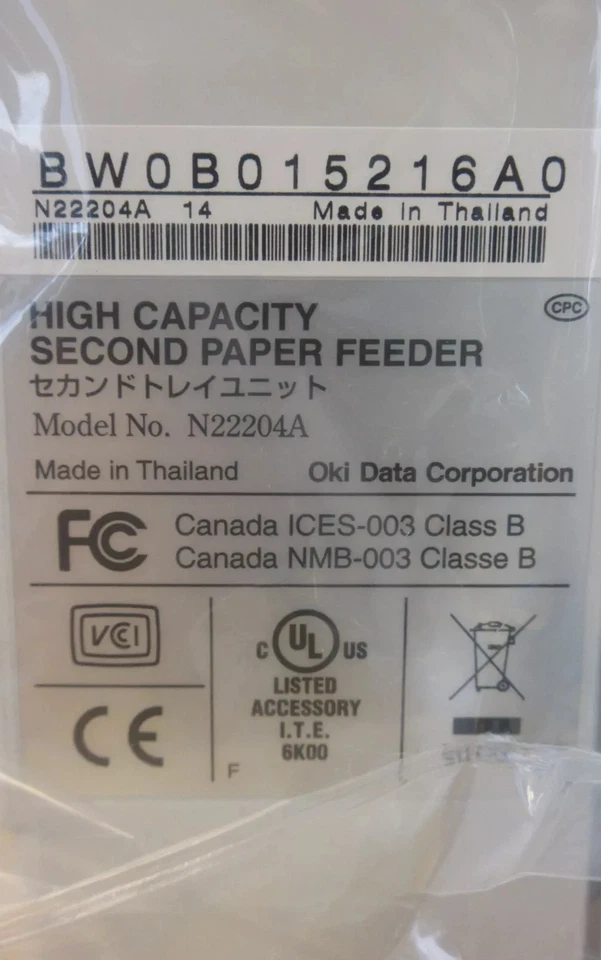 BW0B015216A0
N22204A 14 Made in Thailand
HIGH CAPACITY CPC
SECOND PAPER FEEDER
セカンドトレイユニット
Model No. N22204A
Made in Thailand Oki Data Corporation
FC Canada ICES-003 Class B
Canada NMB-003 Classe B
VCCI
C UL US
LISTED
ACCESSORY
I.T.E.
6K00
CE
F